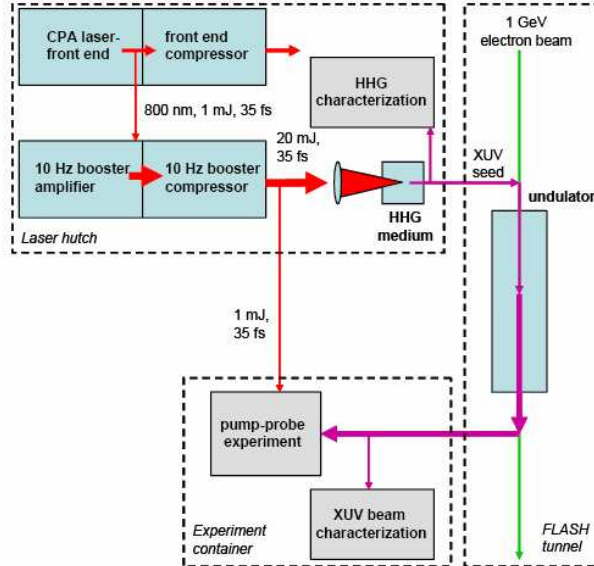 CPA laser-
front end
front end
compressor
1 GeV
electron beam
HHG
characterization
800 nm, 1 mJ, 35 fs
20 mJ,
35 fs
10 Hz booster
amplifier
10 Hz booster
compressor
XUV
seed
undulator
HHG
medium
Laser hutch
1 mJ,
35 fs
pump-probe
experiment
XUV beam
characterization
Experiment
container
FLASH
tunnel